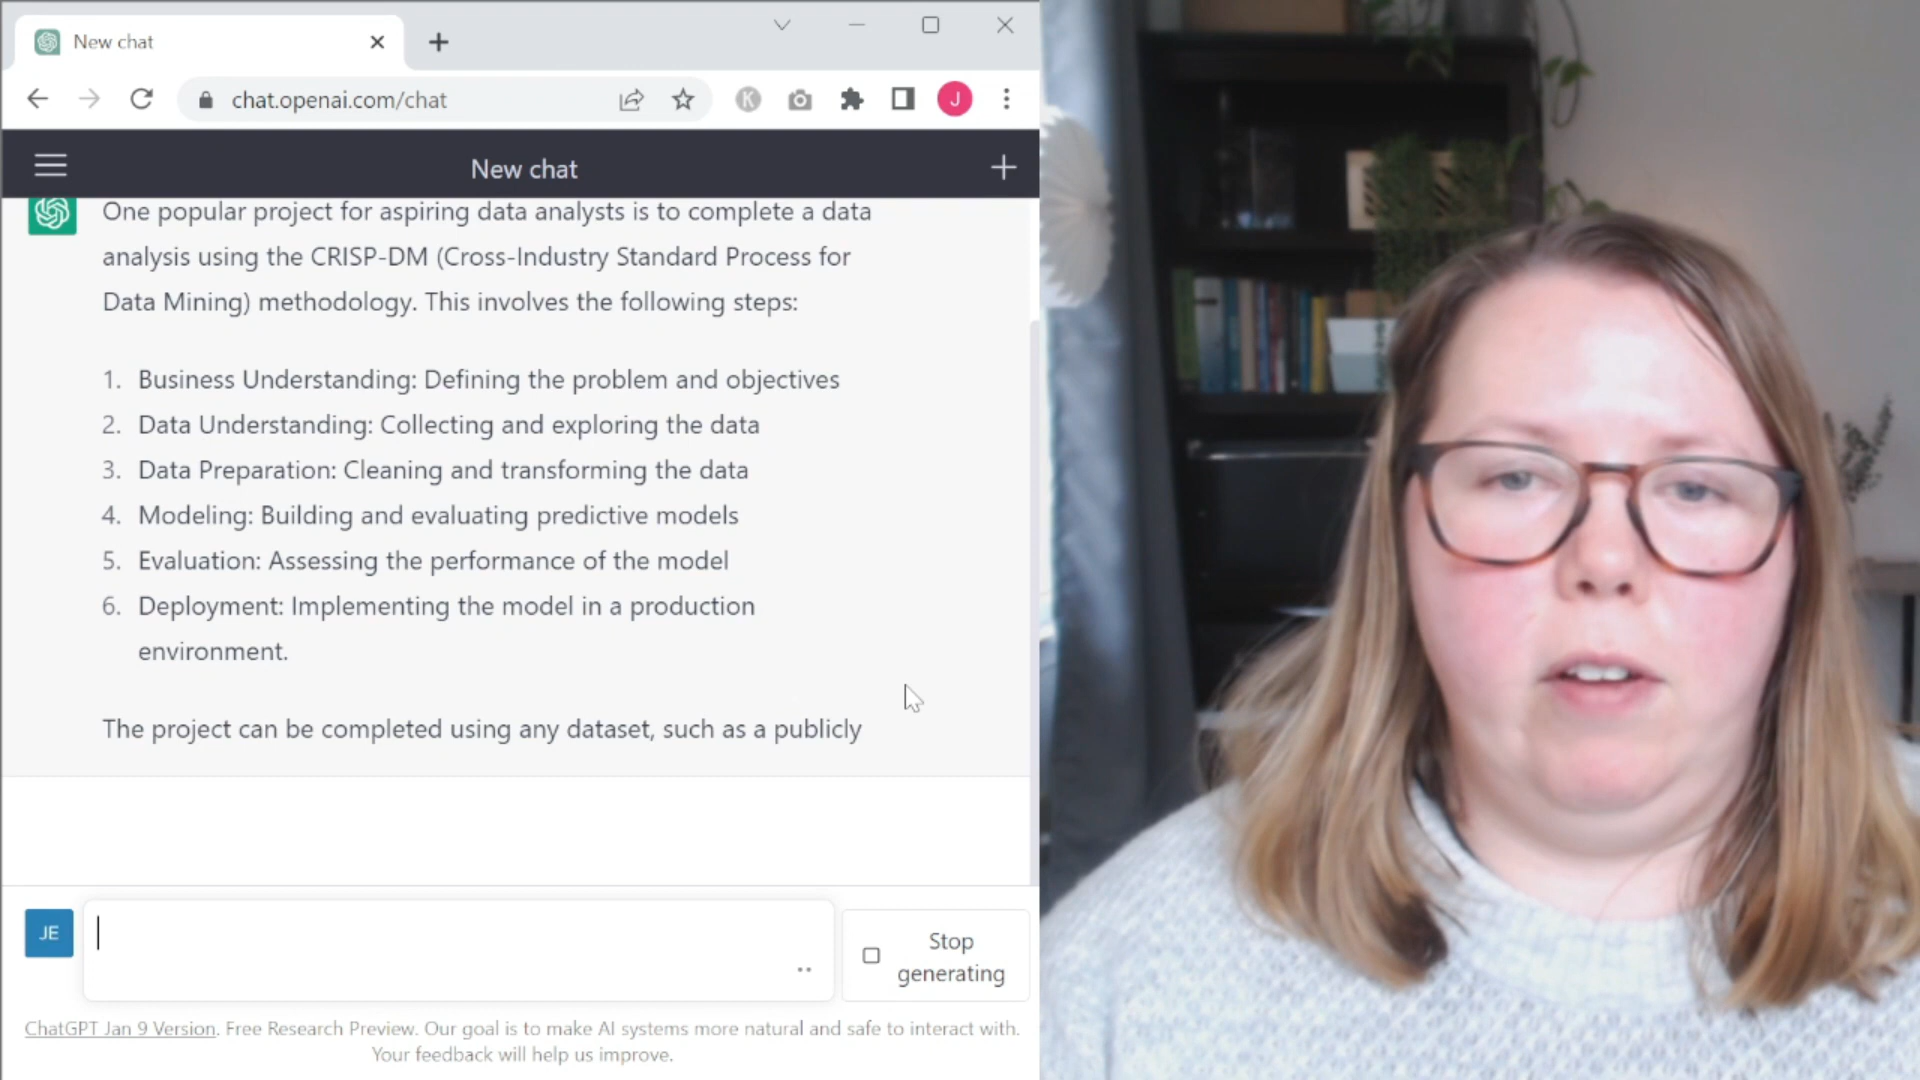 New chat
chat.openai.com/chat
K
J
New chat
One popular project for aspiring data analysts is to complete a data
analysis using the CRISP-DM (Cross-Industry Standard Process for
Data Mining) methodology. This involves the following steps:
1. Business Understanding: Defining the problem and objectives
2. Data Understanding: Collecting and exploring the data
3. Data Preparation: Cleaning and transforming the data
4. Modeling: Building and evaluating predictive models
5. Evaluation: Assessing the performance of the model
6. Deployment: Implementing the model in a production
environment.
The project can be completed using any dataset, such as a publicly
JE
Stop
generating
ChatGPT Jan 9 Version. Free Research Preview. Our goal is to make AI systems more natural and safe to interact with.
Your feedback will help us improve.